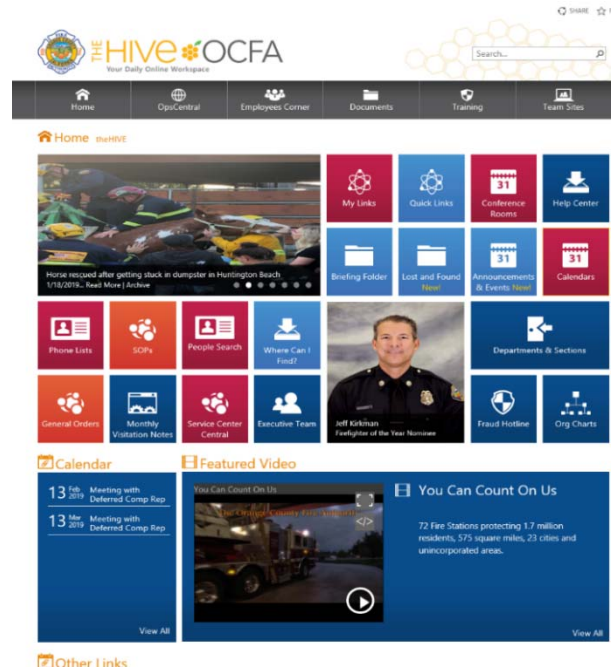 SHARE
THE HIVE OCFA
Your Daily Online Workspace
Search...
Home
OpsCentral
Employees Corner
Documents
Training
Team Sites
Home theHIVE
Horse rescued after getting stuck in dumpster in Huntington Beach
1/18/2019... Read More | Archive
My Links
Quick Links
31
Conference
Rooms
Help Center
Briefing Folder
Lost and Found
New!
31
Announcements
& Events New!
31
Calendars
Phone Lists
SOPs
People Search
Where Can I
Find?
Jeff Kirkman
Firefighter of the Year Nominee
Departments & Sections
General Orders
Monthly
Visitation Notes
Service Center
Central
Executive Team
Fraud Hotline
Org Charts
Calendar
13 Feb 2019 Meeting with
Deferred Comp Rep
13 Mar 2019 Meeting with
Deferred Comp Rep
View All
Featured Video
You Can Count On Us
The Orange County Fire
</>
You Can Count On Us
72 Fire Stations protecting 1.7 million
residents, 575 square miles, 23 cities and
unincorporated areas.
View All
Other Links